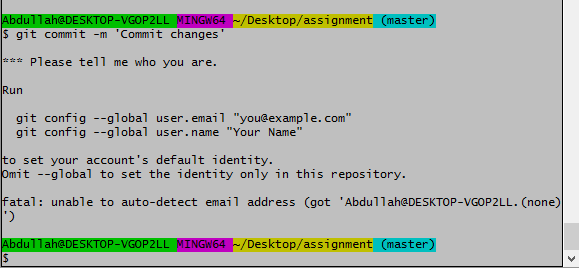 Abdullah@DESKTOP-VGOP2LL MINGW64 ~/Desktop/assignment (master)
$ git commit -m 'Commit changes'
*** Please tell me who you are.
Run
git config --global user.email "you@example.com"
git config --global user.name "Your Name"
to set your account's default identity.
Omit --global to set the identity only in this repository.
fatal: unable to auto-detect email address (got 'Abdullah@DESKTOP-VGOP2LL.(none)
')
Abdullah@DESKTOP-VGOP2LL MINGW64 ~/Desktop/assignment (master)
$